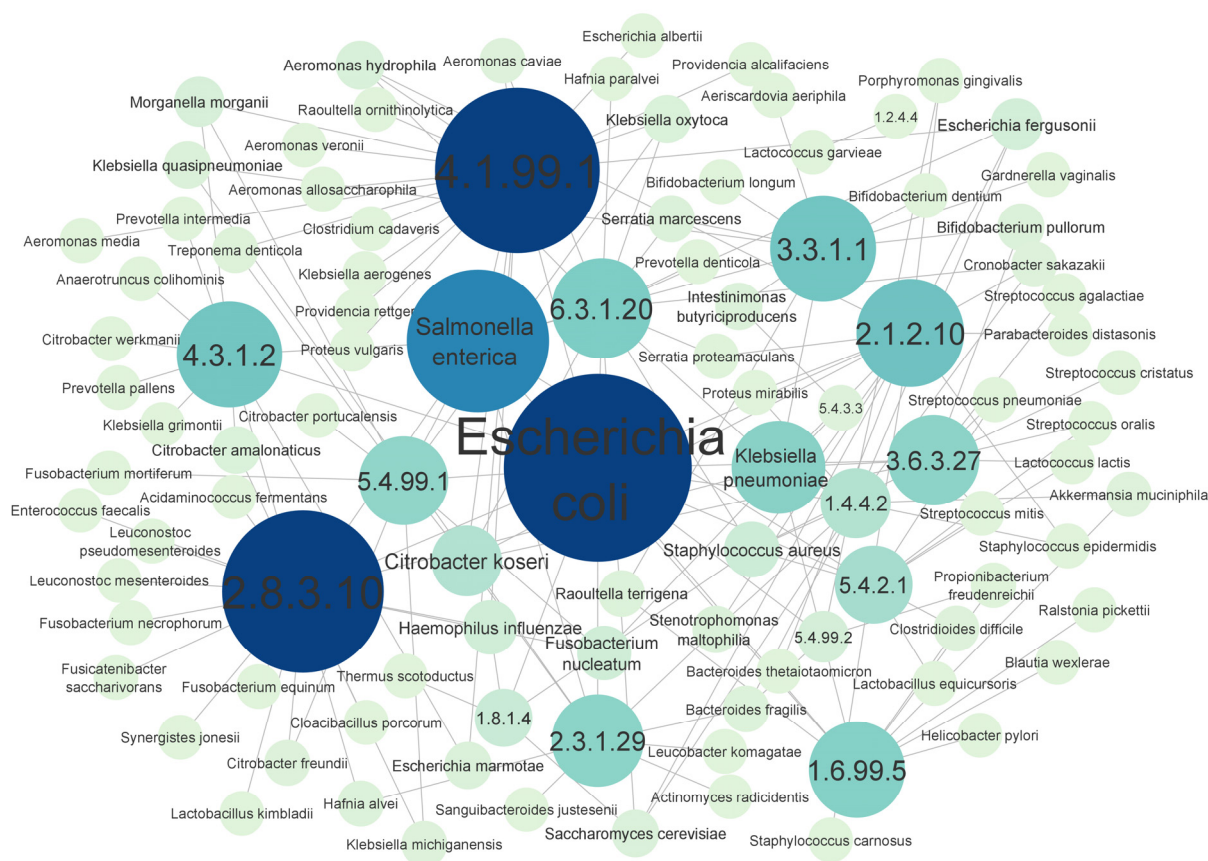 Escherichia albertii
Aeromonas caviae
Aeromonas hydrophila
Providencia alcalifaciens
Hafnia paralvei
Porphyromonas gingivalis
Morganella morganii
Raoultella ornithinolytica
Aeriscardovia aeriphila
1.2.4.4
Klebsiella oxytoca
Escherichia fergusonii
Aeromonas veronii
Lactococcus garvieae
Klebsiella quasipneumoniae
4.1.99.1
Gardnerella vaginalis
Aeromonas allosaccharophila
Bifidobacterium longum
Bifidobacterium dentium
Prevotella intermedia
Clostridium cadaveris
Serratia marcescens
Bifidobacterium pullorum
Aeromonas media
Treponema denticola
3.3.1.1
Prevotella denticola
Cronobacter sakazakii
Anaerotruncus colihominis
Klebsiella aerogenes
Intestinimonas
butyriciproducens
Streptococcus agalactiae
Providencia rettgeri
6.3.1.20
Salmonella
enterica
2.1.2.10
Parabacteroides distasonis
Citrobacter werkmanii
4.3.1.2
Proteus vulgaris
Serratia proteamaculans
Streptococcus cristatus
Prevotella pallens
Proteus mirabilis
5.4.3.3
Streptococcus pneumoniae
Klebsiella grimontii
Citrobacter portucalensis
Streptococcus oralis
Escherichia
coli
Citrobacter amalonaticus
Klebsiella
pneumoniae
3.6.3.27
Lactococcus lactis
Fusobacterium mortiferum
5.4.99.1
Acidaminococcus fermentans
1.4.4.2
Akkermansia muciniphila
Enterococcus faecalis
Streptococcus mitis
Leuconostoc
pseudomesenteroides
Staphylococcus aureus
Staphylococcus epidermidis
Citrobacter koseri
Leuconostoc mesenteroides
2.8.3.10
Raoultella terrigena
5.4.2.1
Propionibacterium
freudenreichii
Ralstonia pickettii
Fusobacterium necrophorum
Haemophilus influenzae
Stenotrophomonas
maltophilia
5.4.99.2
Clostridioides difficile
Fusobacterium
nucleatum
Fusicatenibacter
saccharivorans
Thermus scotoductus
Bacteroides thetaiotaomicron
Blautia wexlerae
Fusobacterium equinum
Lactobacillus equicursoris
Cloacibacillus porcorum
1.8.1.4
Bacteroides fragilis
Synergistes jonesii
2.3.1.29
Helicobacter pylori
Leucobacter komagatae
Citrobacter freundii
Escherichia marmotae
1.6.99.5
Actinomyces radicidentis
Lactobacillus kimbladii
Hafnia alvei
Sanguibacteroides justesenii
Klebsiella michiganensis
Saccharomyces cerevisiae
Staphylococcus carnosus